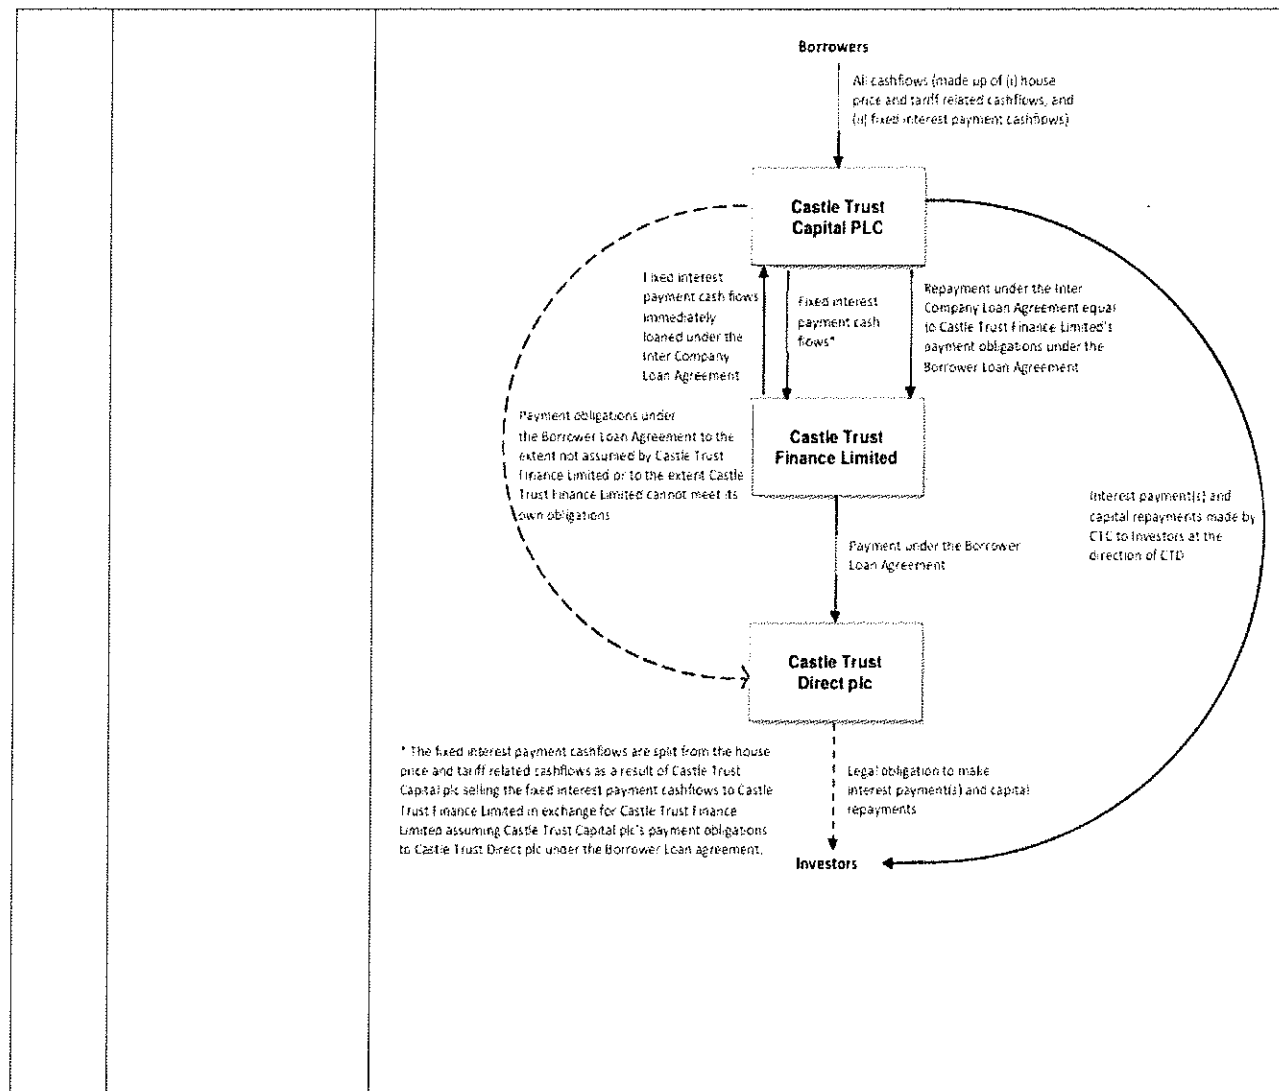 Borrowers
All cashflows (made up of (i) house
price and tariff related cashflows, and
(ii) fixed interest payment cashflows)
Castle Trust
Capital PLC
Fixed interest
payment cash flows
immediately
loaned under the
Inter Company
Loan Agreement
Fixed interest
payment cash
flows*
Repayment under the Inter
Company Loan Agreement equal
to Castle Trust Finance Limited's
payment obligations under the
Borrower Loan Agreement
Payment obligations under
the Borrower Loan Agreement to the
extent not assumed by Castle Trust
Finance Limited or to the extent Castle
Trust Finance Limited cannot meet its
own obligations
Castle Trust
Finance Limited
Interest payment(s) and
capital repayments made by
CTC to Investors at the
direction of CTD
Payment under the Borrower
Loan Agreement
Castle Trust
Direct plc
* The fixed interest payment cashflows are split from the house
price and tariff related cashflows as a result of Castle Trust
Capital plc selling the fixed interest payment cashflows to Castle
Trust Finance Limited in exchange for Castle Trust Finance
Limited assuming Castle Trust Capital plc's payment obligations
to Castle Trust Direct plc under the Borrower Loan agreement.
Legal obligation to make
interest payment(s) and capital
repayments
Investors